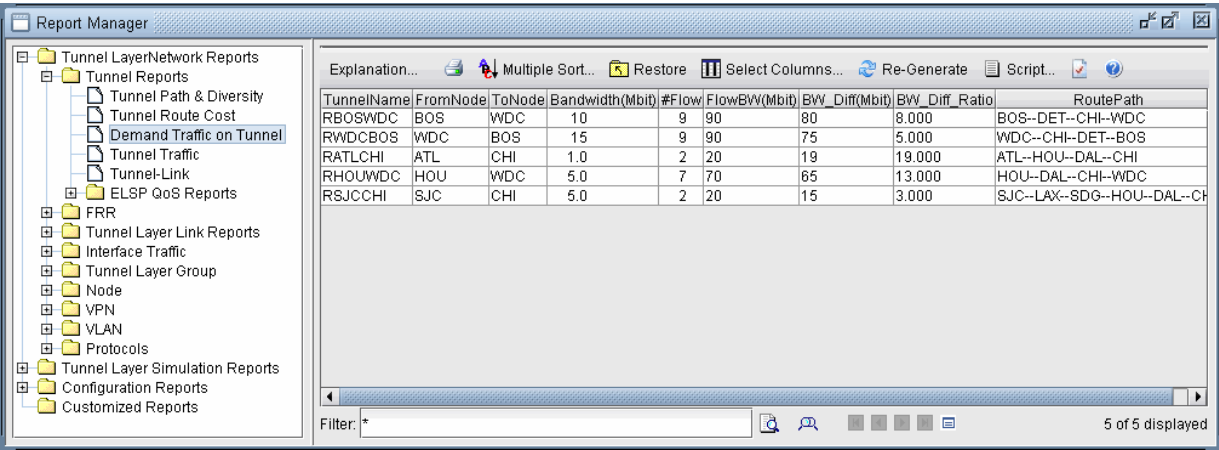 Report Manager
Tunnel LayerNetwork Reports
Tunnel Reports
Tunnel Path & Diversity
Tunnel Route Cost
Demand Traffic on Tunnel
Tunnel Traffic
Tunnel-Link
ELSP QoS Reports
FRR
Tunnel Layer Link Reports
Interface Traffic
Tunnel Layer Group
Node
VPN
VLAN
Protocols
Tunnel Layer Simulation Reports
Configuration Reports
Customized Reports
Explanation... Multiple Sort... Restore Select Columns... Re-Generate Script...
TunnelName FromNode ToNode Bandwidth(Mbit) #Flow FlowBW(Mbit) BW_Diff(Mbit) BW_Diff_Ratio RoutePath
RBOSWDC BOS WDC 10 9 90 80 8.000 BOS--DET--CHI--WDC
RWDCBOS WDC BOS 15 9 90 75 5.000 WDC--CHI--DET--BOS
RATLCHI ATL CHI 1.0 2 20 19 19.000 ATL--HOU--DAL--CHI
RHOUWDC HOU WDC 5.0 7 70 65 13.000 HOU--DAL--CHI--WDC
RSJCCHI SJC CHI 5.0 2 20 15 3.000 SJC--LAX--SDG--HOU--DAL--CH
Filter: * 5 of 5 displayed